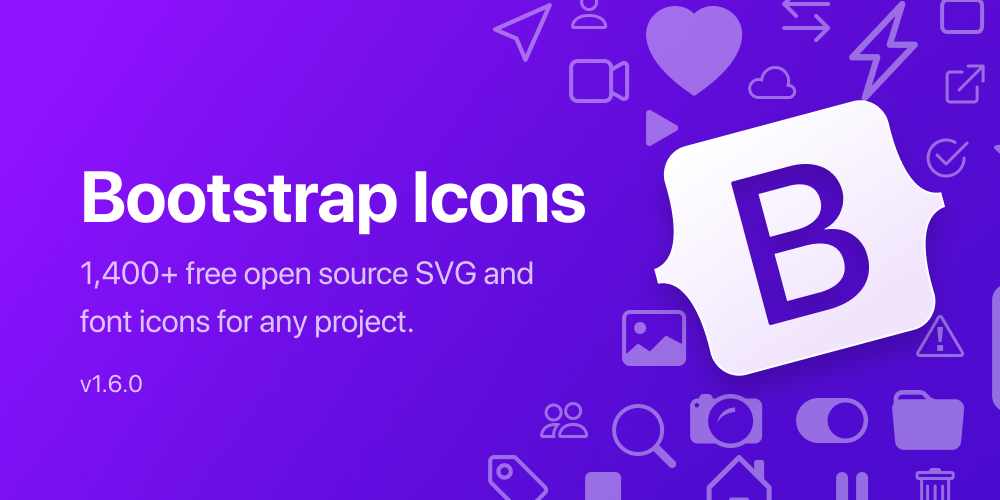 Bootstrap Icons
1,400+ free open source SVG and
font icons for any project.
v1.6.0
B